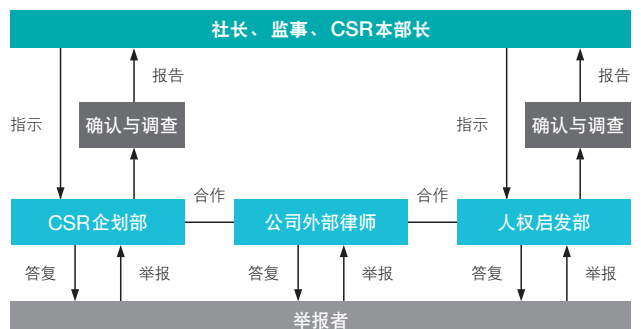 社长、监事、CSR本部长
报告
报告
指示
确认与调查
指示
确认与调查
合作
合作
CSR企划部
公司外部律师
人权启发部
答复
举报
答复
举报
答复
举报
举报者